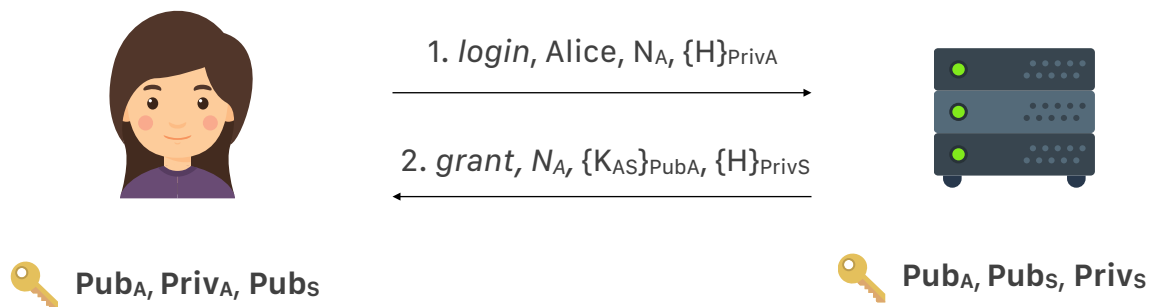 1. login, Alice, NA, {H}PrivA
2. grant, NA, {KAS}PubA, {H}PrivS
PubA, PrivA, PubS
PubA, PubS, PrivS